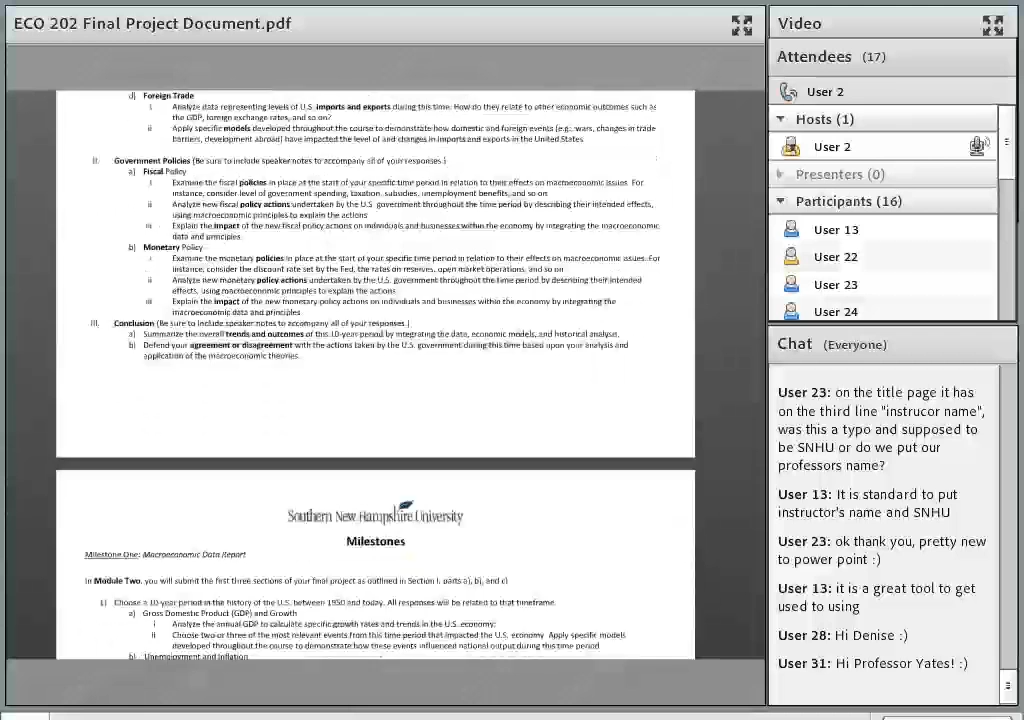 ECO 202 Final Project Document.pdf
d) Foreign Trade
i Analyze data representing levels of U.S. imports and exports during this time. How do they relate to other economic outcomes such as
the GDP, foreign exchange rates, and so on?
ii Apply specific models developed throughout the course to demonstrate how domestic and foreign events (e.g., wars, changes in trade
barriers, development abroad) have impacted the level of and changes in imports and exports in the United States
II. Government Policies (Be sure to include speaker notes to accompany all of your responses.)
a) Fiscal Policy
i Examine the fiscal policies in place at the start of your specific time period in relation to their effects on macroeconomic issues. For
instance, consider level of government spending, taxation, subsidies, unemployment benefits, and so on
ii Analyze new fiscal policy actions undertaken by the U.S. government throughout the time period by describing their intended effects,
using macroeconomic principles to explain the actions
iii Explain the impact of the new fiscal policy actions on individuals and businesses within the economy by integrating the macroeconomic
data and principles
b) Monetary Policy
i Examine the monetary policies in place at the start of your specific time period in relation to their effects on macroeconomic issues. For
instance, consider the discount rate set by the Fed, the rates on reserves, open market operations, and so on
ii Analyze new monetary policy actions undertaken by the U.S. government throughout the time period by describing their intended
effects, using macroeconomic principles to explain the actions
iii Explain the impact of the new monetary policy actions on individuals and businesses within the economy by integrating the
macroeconomic data and principles
III. Conclusion (Be sure to include speaker notes to accompany all of your responses.)
a) Summarize the overall trends and outcomes of this 10-year period by integrating the data, economic models, and historical analysis.
b) Defend your agreement or disagreement with the actions taken by the U.S. government during this time based upon your analysis and
application of the macroeconomic theories.
Southern New Hampshire University
Milestones
Milestone One: Macroeconomic Data Report
In Module Two, you will submit the first three sections of your final project as outlined in Section I, parts a), b), and c)
1) Choose a 10-year period in the history of the U.S. between 1950 and today. All responses will be related to that timeframe
a) Gross Domestic Product (GDP) and Growth
i Analyze the annual GDP to calculate specific growth rates and trends in the U.S. economy.
ii Choose two or three of the most relevant events from this time period that impacted the U.S. economy. Apply specific models
developed throughout the course to demonstrate how these events influenced national output during this time period
b) Unemployment and Inflation
Video
Attendees (17)
User 2
Hosts (1)
User 2
Presenters (0)
Participants (16)
User 13
User 22
User 23
User 24
Chat (Everyone)
User 23: on the title page it has
on the third line "instrucor name",
was this a typo and supposed to
be SNHU or do we put our
professors name?
User 13: It is standard to put
instructor's name and SNHU
User 23: ok thank you, pretty new
to power point :)
User 13: it is a great tool to get
used to using
User 28: Hi Denise :)
User 31: Hi Professor Yates! :)